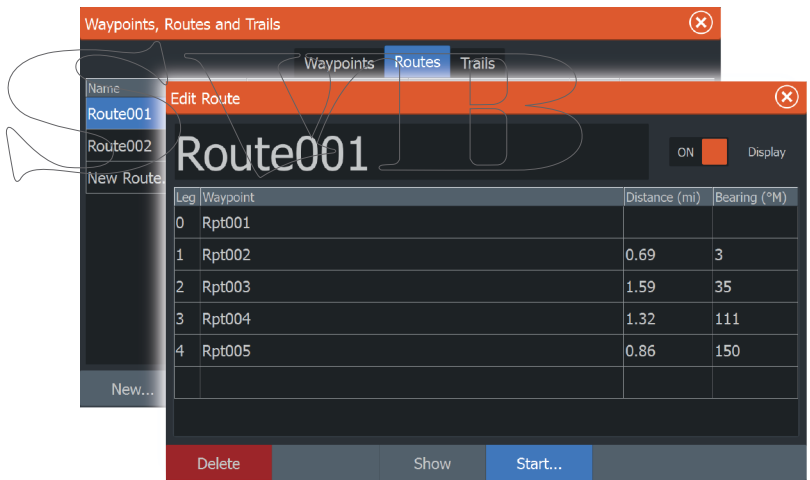 Waypoints, Routes and Trails
Waypoints Routes Trails
Name
Route001
Route002
New Route.
New...
Edit Route
Route001
ON Display
Leg Waypoint Distance (mi) Bearing (°M)
0 Rpt001
1 Rpt002 0.69 3
2 Rpt003 1.59 35
3 Rpt004 1.32 111
4 Rpt005 0.86 150
Delete Show Start...
SVB